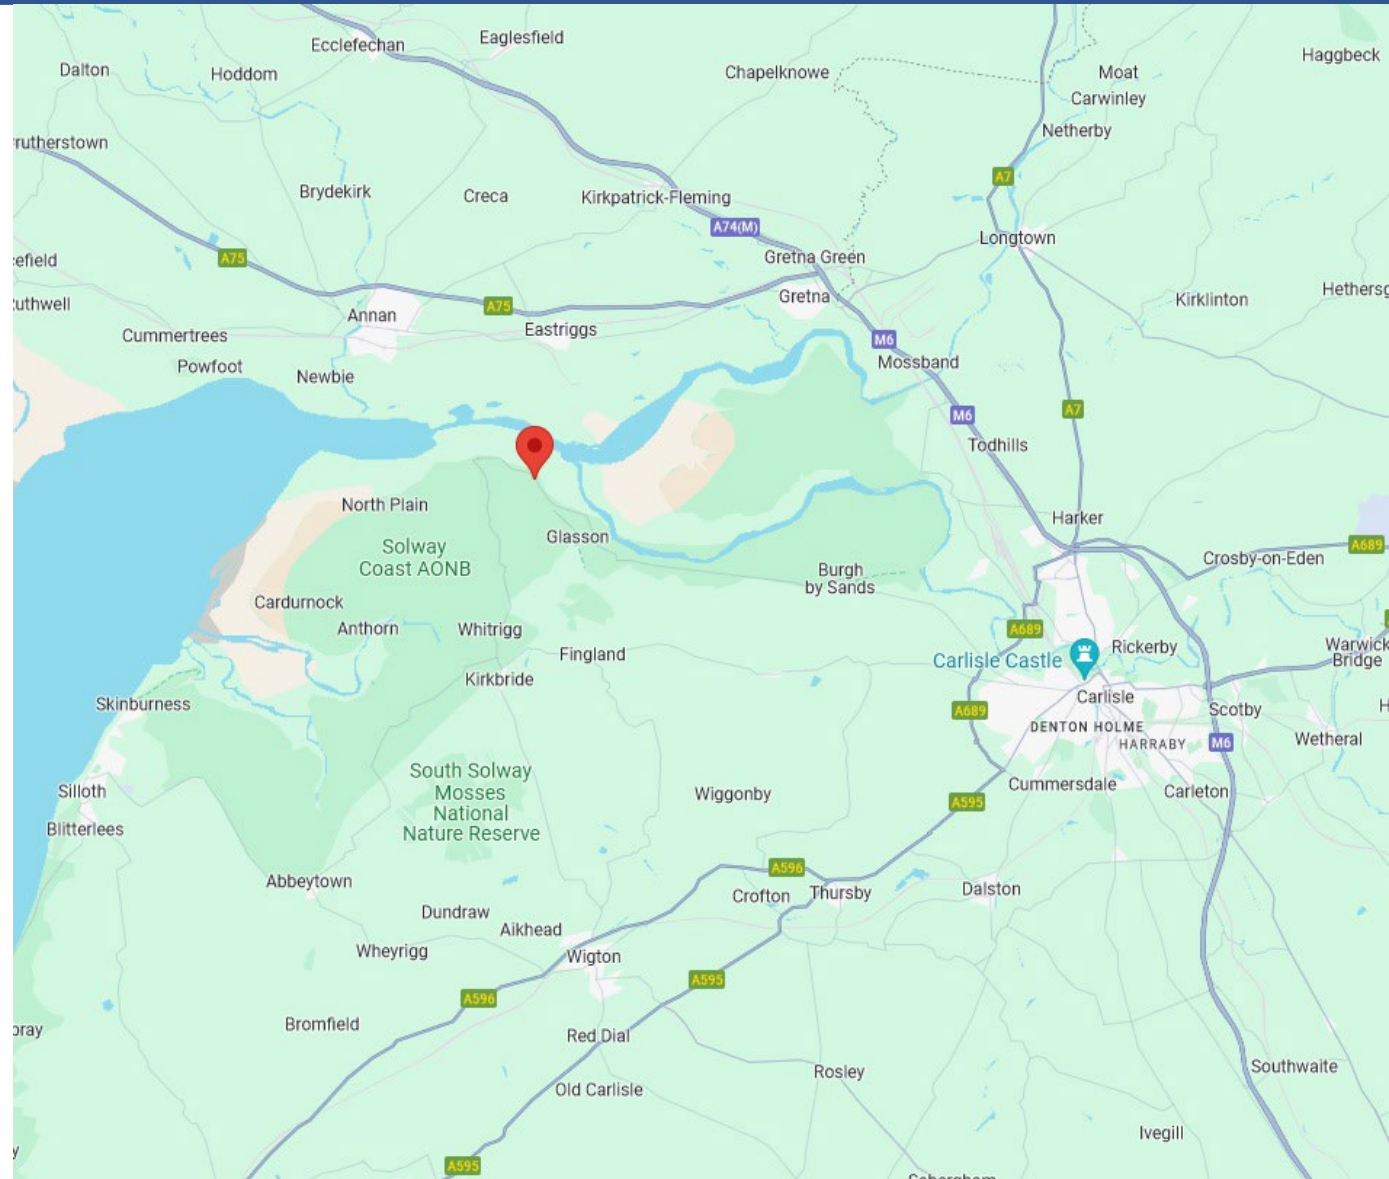 Ecclefechan
Eaglesfield
Haggbeck
Dalton
Hoddom
Chapelknowe
Moat
Carwinley
Netherby
rutherstown
A7
Brydekirk
Creca
Kirkpatrick-Fleming
A74(M)
Longtown
A75
efield
Gretna Green
Gretna
uthwell
A75
Kirklinton
Hethersg
Annan
Eastriggs
Cummertrees
M6
Mossband
Powfoot
Newbie
M6
A7
Todhills
North Plain
Harker
Glasson
Solway
Coast AONB
A689
Crosby-on-Eden
Burgh
by Sands
Cardurnock
Anthorn
Whitrigg
A689
Rickerby
Warwick
Bridge
Fingland
Carlisle Castle
Kirkbride
Carlisle
Skinburness
A689
Scotby
DENTON HOLME
HARRABY
M6
Wetheral
H
South Solway
Mosses
National
Nature Reserve
Silloth
Wiggonby
Cummersdale
Carleton
A595
Blitterlees
A596
Abbeytown
Crofton
Thursby
Dalston
Dundraw
Aikhead
Wheyrigg
Wigton
A595
A596
Bromfield
bray
Red Dial
Rosley
Southwaite
Old Carlisle
Ivegill
y
A595